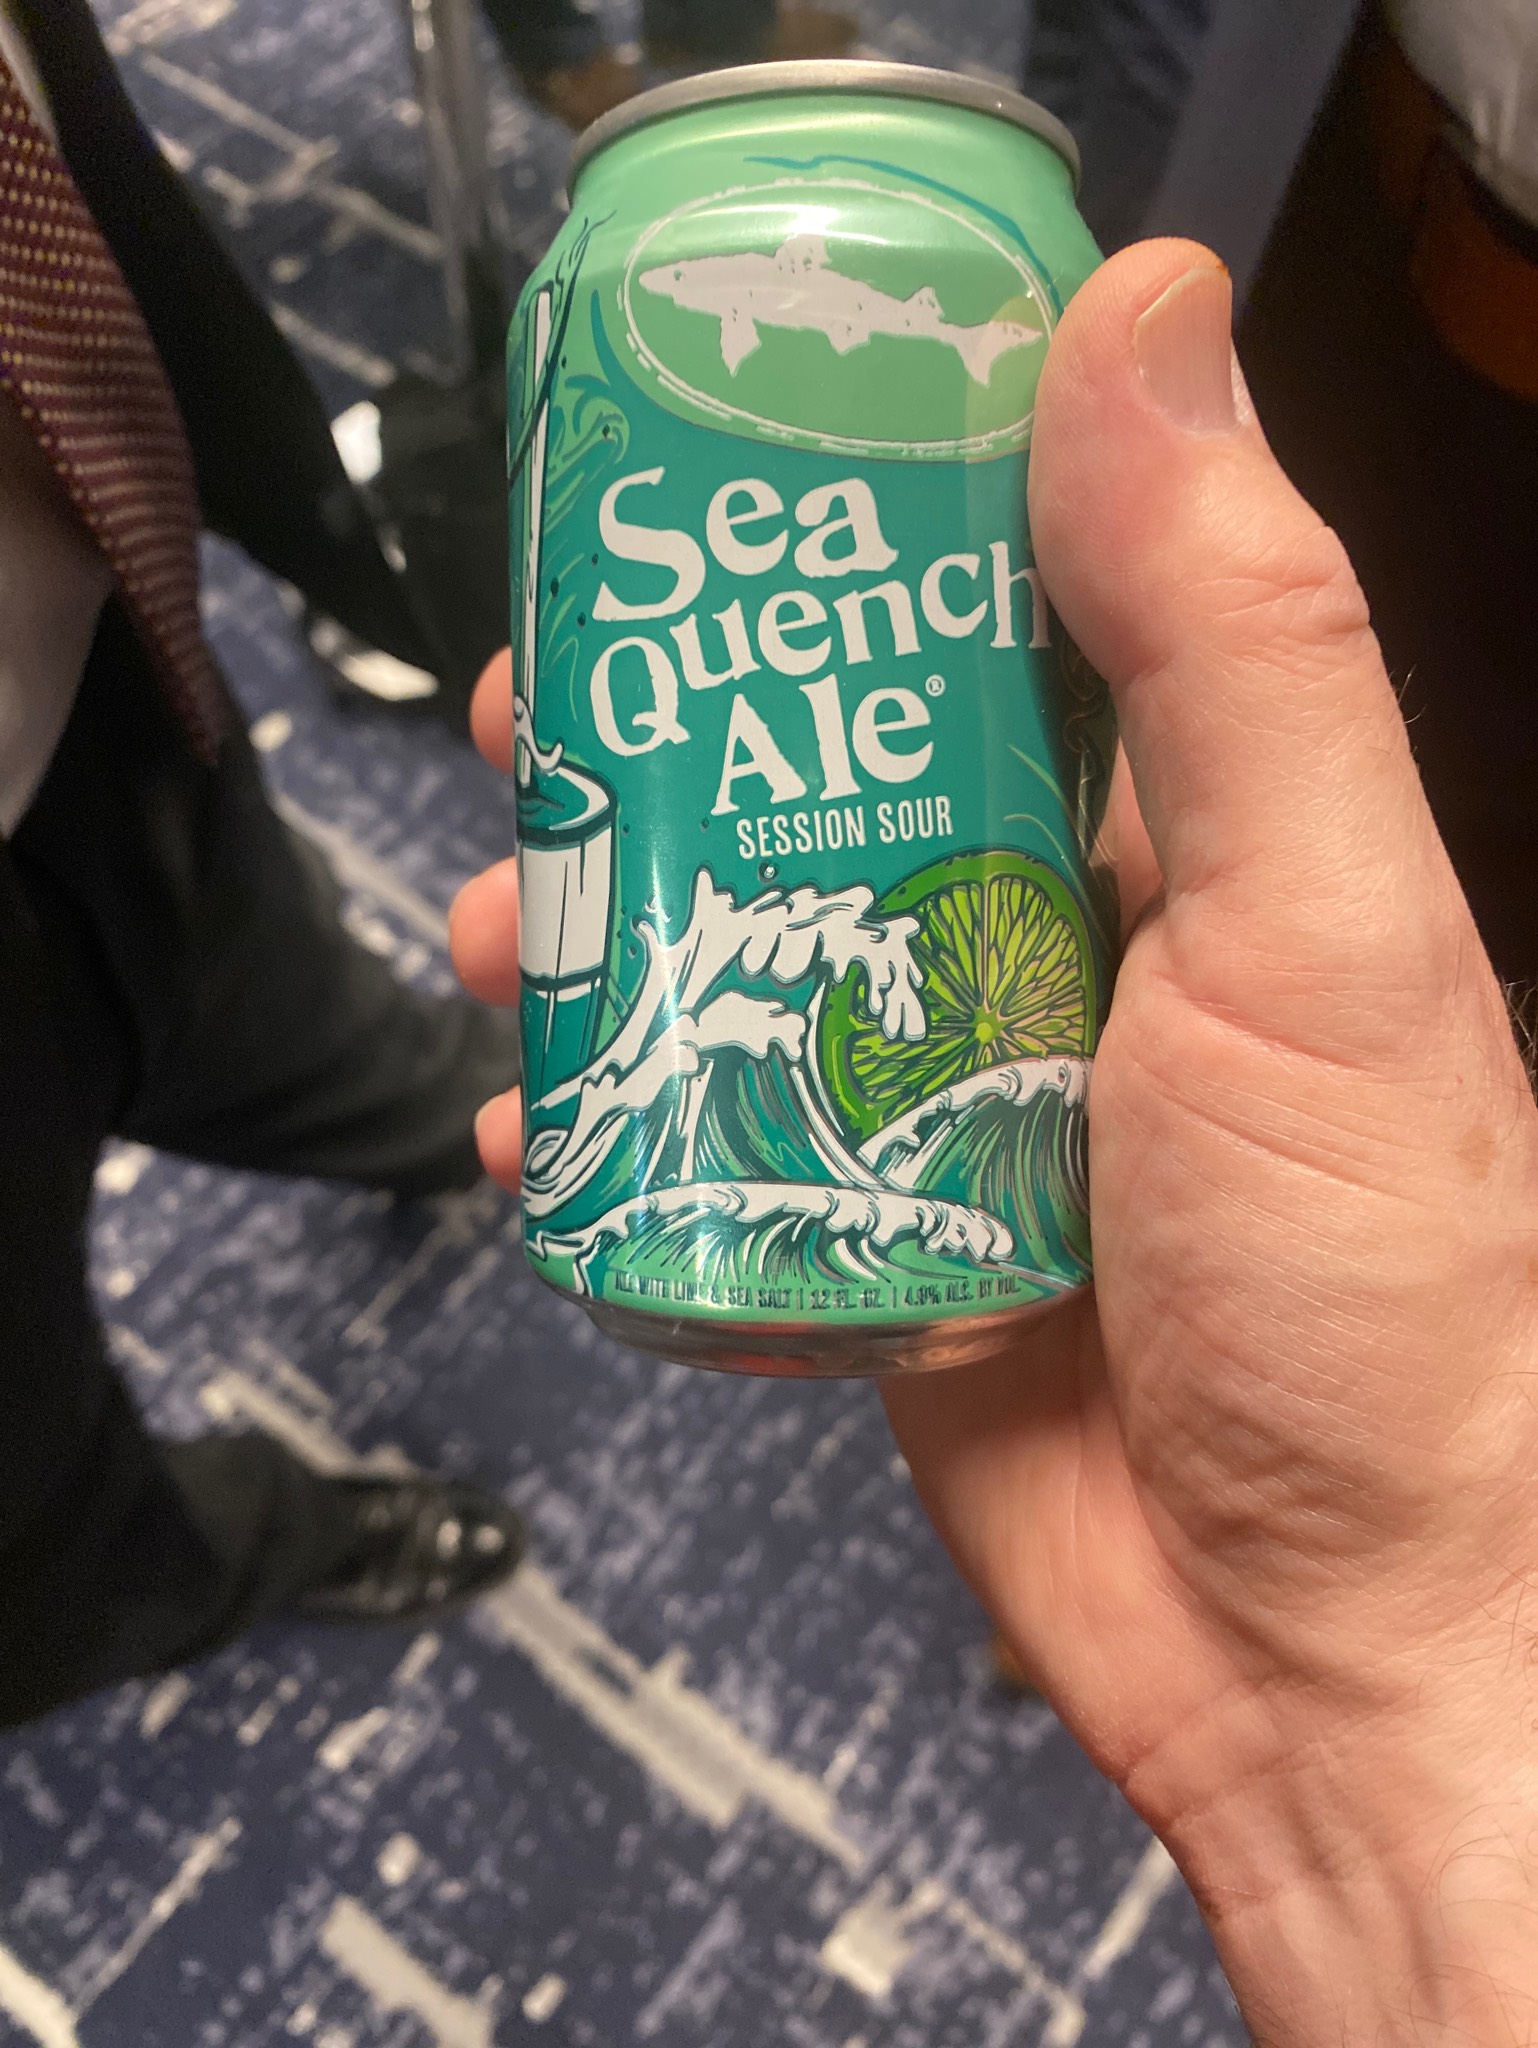 Sea
Quench
Ale®
SESSION SOUR
ALE WITH LIME & SEA SALT | 12 FL. OZ. | 4.9% ALC. BY VOL.